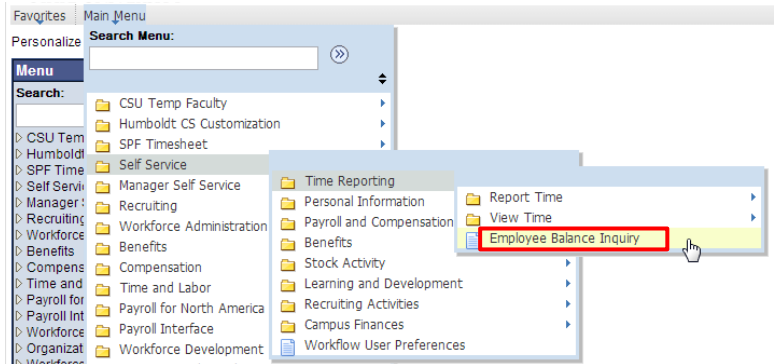 Favorites Main Menu
Personalize
Search Menu:
Menu
Search:
CSU Tem
Humboldt
SPF Time
Self Servi
Manager
Recruiting
Workforce
Benefits
Compens
Time and
Payroll for
Payroll Int
Workforce
Organizat
CSU Temp Faculty
Humboldt CS Customization
SPF Timesheet
Self Service
Manager Self Service
Recruiting
Workforce Administration
Benefits
Compensation
Time and Labor
Payroll for North America
Payroll Interface
Workforce Development
Time Reporting
Personal Information
Payroll and Compensation
Benefits
Stock Activity
Learning and Development
Recruiting Activities
Campus Finances
Workflow User Preferences
Report Time
View Time
Employee Balance Inquiry